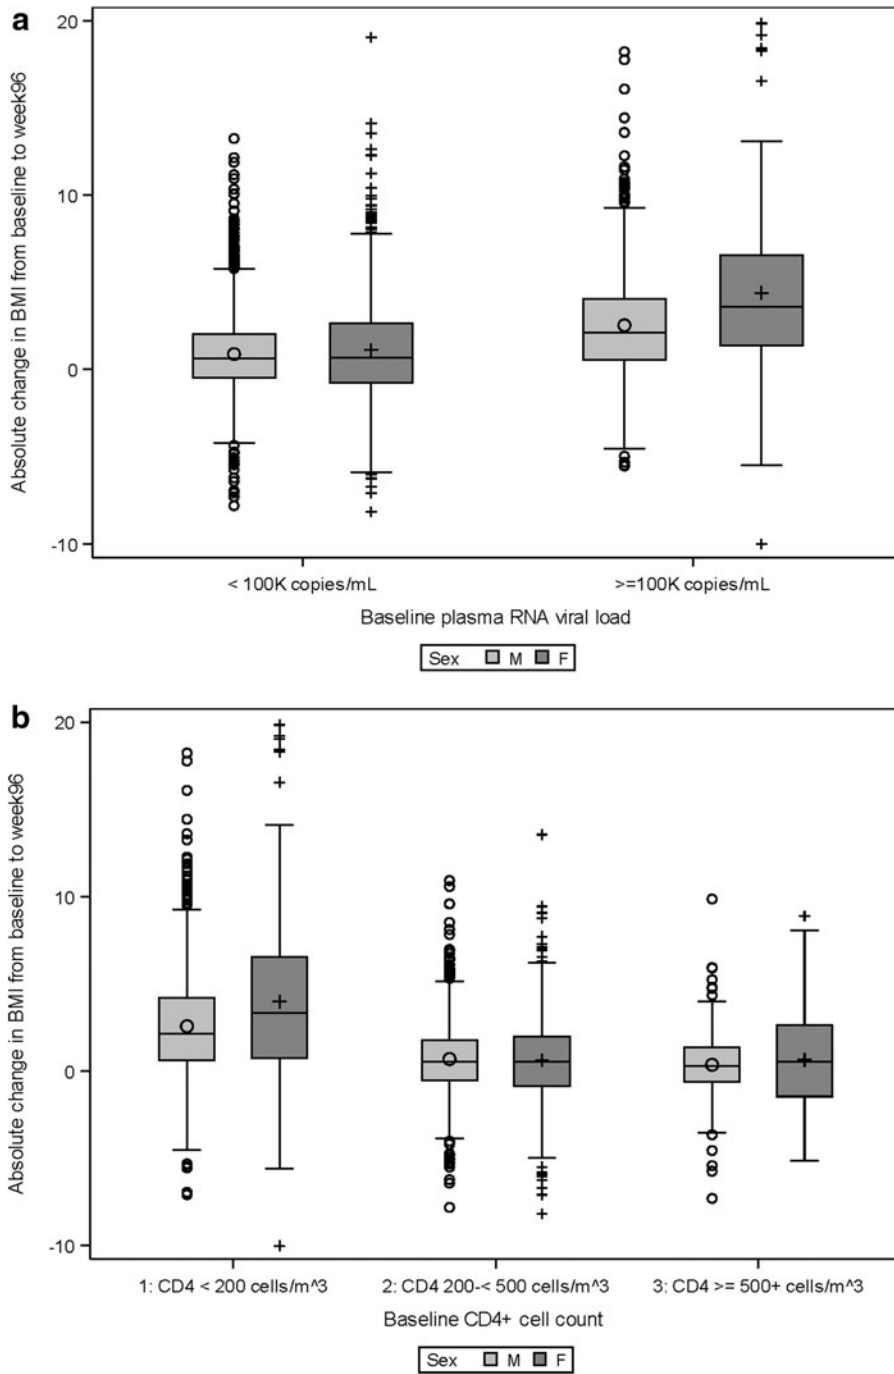 a
Absolute change in BMI from baseline to week96
20
10
0
-10
< 100K copies/mL
>=100K copies/mL
Baseline plasma RNA viral load
Sex M F
b
Absolute change in BMI from baseline to week96
20
10
0
-10
1: CD4 < 200 cells/m^3
2: CD4 200-< 500 cells/m^3
3: CD4 >= 500+ cells/m^3
Baseline CD4+ cell count
Sex M F